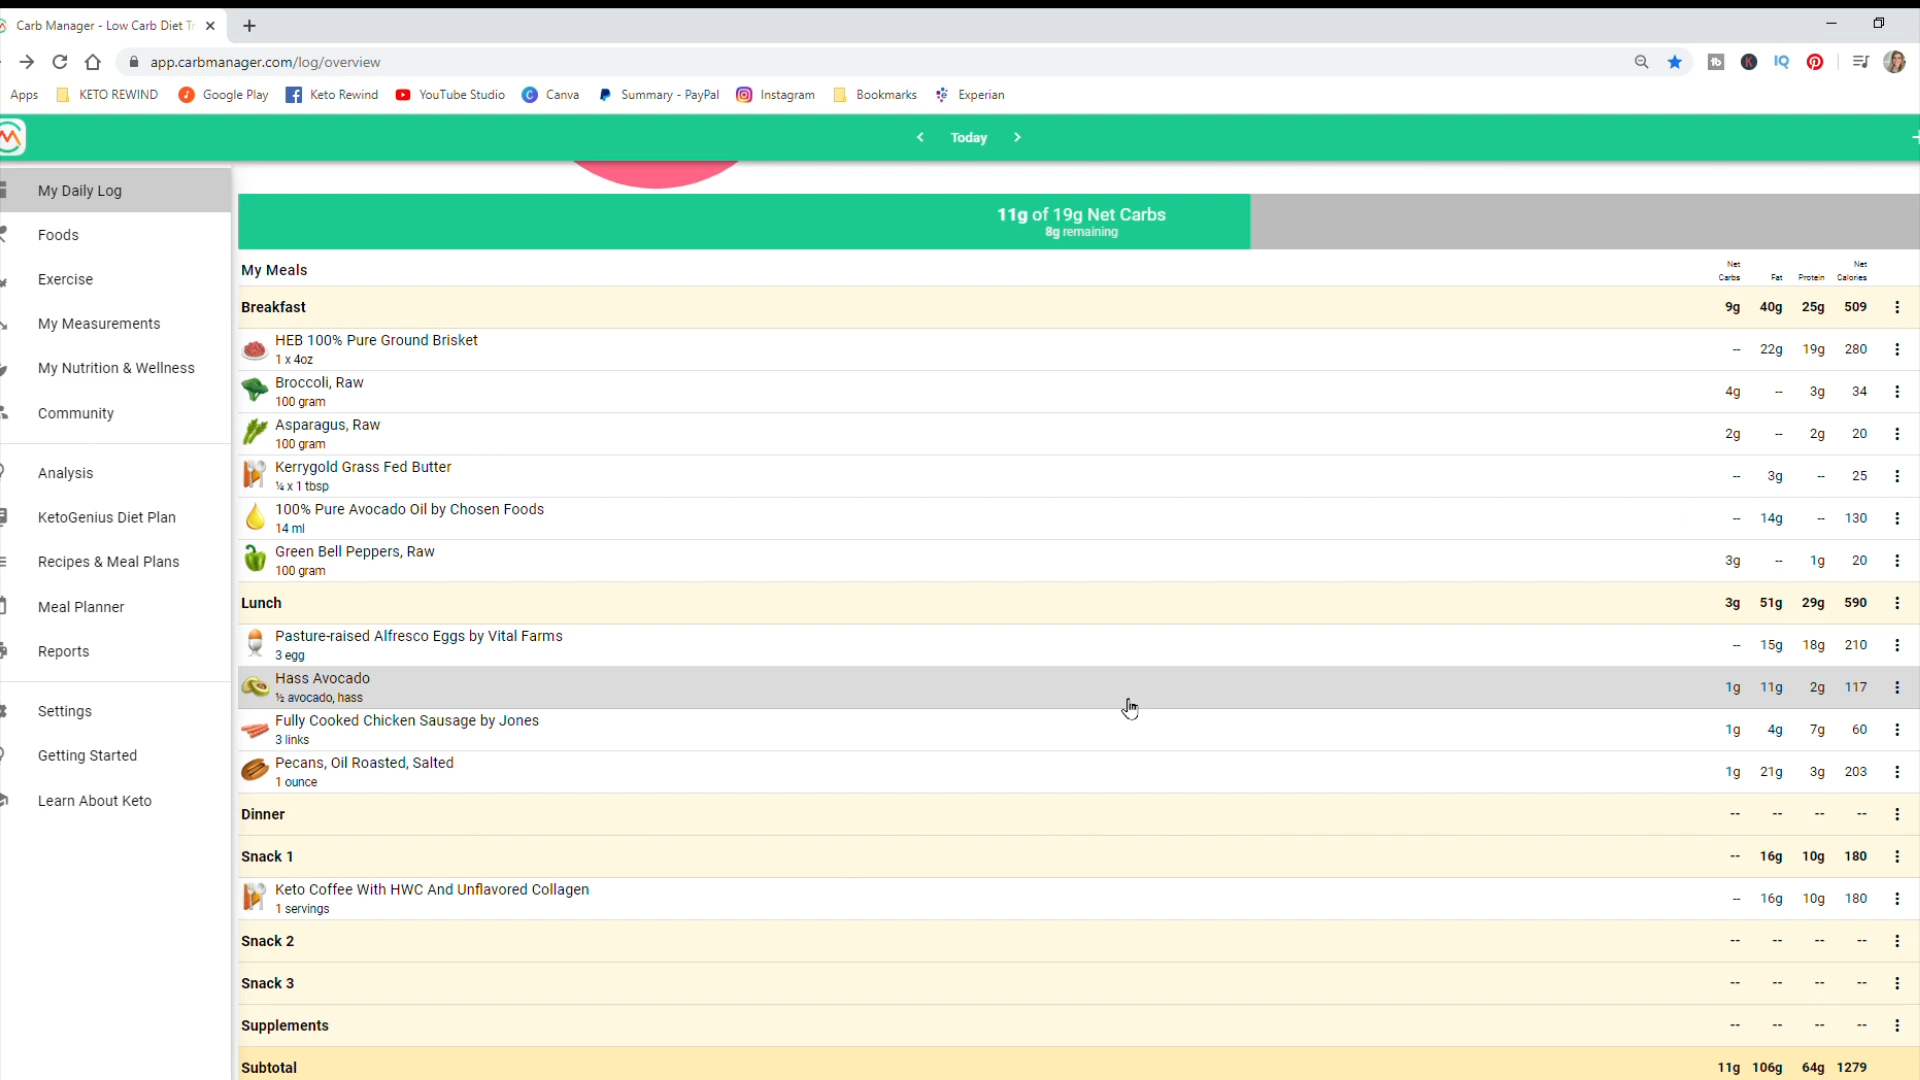 Carb Manager - Low Carb Diet Tr
app.carbmanager.com/log/overview
Apps KETO REWIND Google Play Keto Rewind YouTube Studio Canva Summary - PayPal Instagram Bookmarks Experian
Today
My Daily Log
Foods
Exercise
My Measurements
My Nutrition & Wellness
Community
Analysis
KetoGenius Diet Plan
Recipes & Meal Plans
Meal Planner
Reports
Settings
Getting Started
Learn About Keto
11g of 19g Net Carbs
8g remaining
My Meals Net Carbs Fat Protein Net Calories
Breakfast 9g 40g 25g 509
HEB 100% Pure Ground Brisket
1 x 4oz
-- 22g 19g 280
Broccoli, Raw
100 gram
4g -- 3g 34
Asparagus, Raw
100 gram
2g -- 2g 20
Kerrygold Grass Fed Butter
¼ x 1 tbsp
-- 3g -- 25
100% Pure Avocado Oil by Chosen Foods
14 ml
-- 14g -- 130
Green Bell Peppers, Raw
100 gram
3g -- 1g 20
Lunch 3g 51g 29g 590
Pasture-raised Alfresco Eggs by Vital Farms
3 egg
-- 15g 18g 210
Hass Avocado
½ avocado, hass
1g 11g 2g 117
Fully Cooked Chicken Sausage by Jones
3 links
1g 4g 7g 60
Pecans, Oil Roasted, Salted
1 ounce
1g 21g 3g 203
Dinner -- -- -- --
Snack 1 -- 16g 10g 180
Keto Coffee With HWC And Unflavored Collagen
1 servings
-- 16g 10g 180
Snack 2 -- -- -- --
Snack 3 -- -- -- --
Supplements -- -- -- --
Subtotal 11g 106g 64g 1279